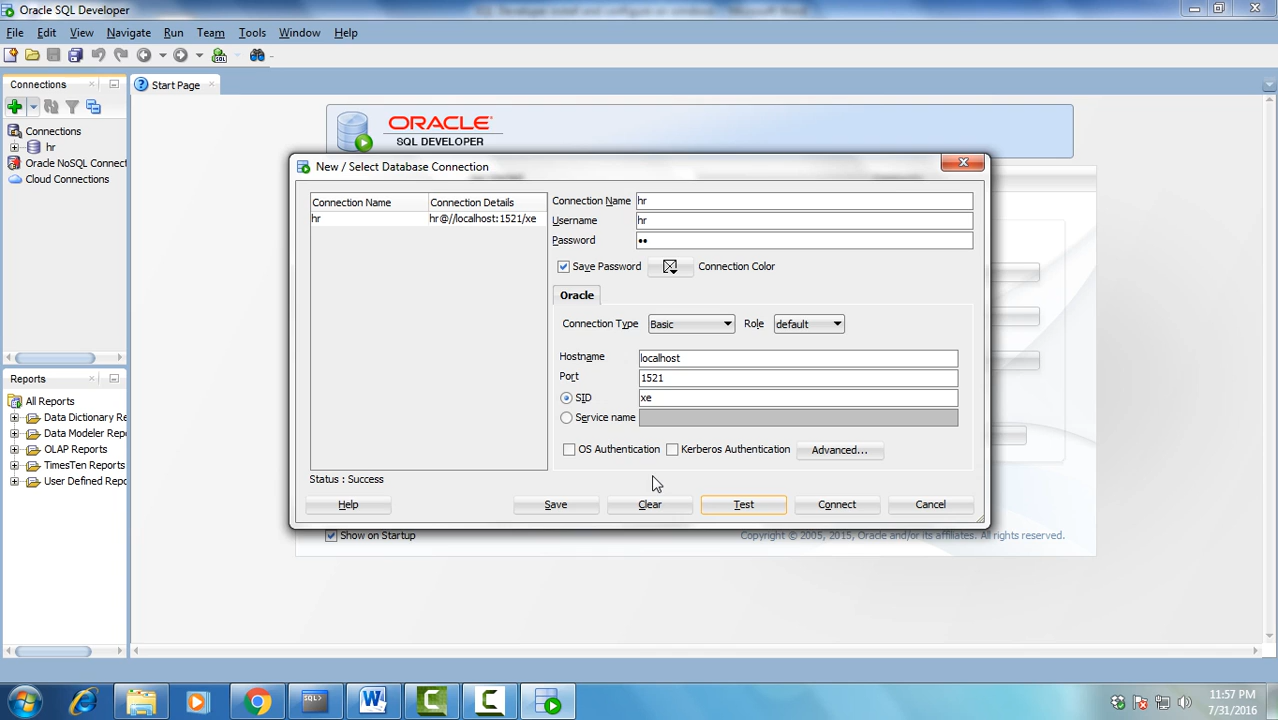 Oracle SQL Developer
File Edit View Navigate Run Team Tools Window Help
Connections
Start Page
Connections
hr
Oracle NoSQL Connect
Cloud Connections
ORACLE
SQL DEVELOPER
New / Select Database Connection
Connection Name Connection Details
hr hr@//localhost:1521/xe
Connection Name hr
Username hr
Password ••
Save Password Connection Color
Oracle
Connection Type Basic Role default
Hostname localhost
Port 1521
SID xe
Service name
OS Authentication Kerberos Authentication Advanced...
Status : Success
Help Save Clear Test Connect Cancel
Reports
All Reports
Data Dictionary Repo
Data Modeler Repo
OLAP Reports
TimesTen Reports
User Defined Repo
Show on Startup
Copyright © 2005, 2015, Oracle and/or its affiliates. All rights reserved.
SQL>
11:57 PM
7/31/2016